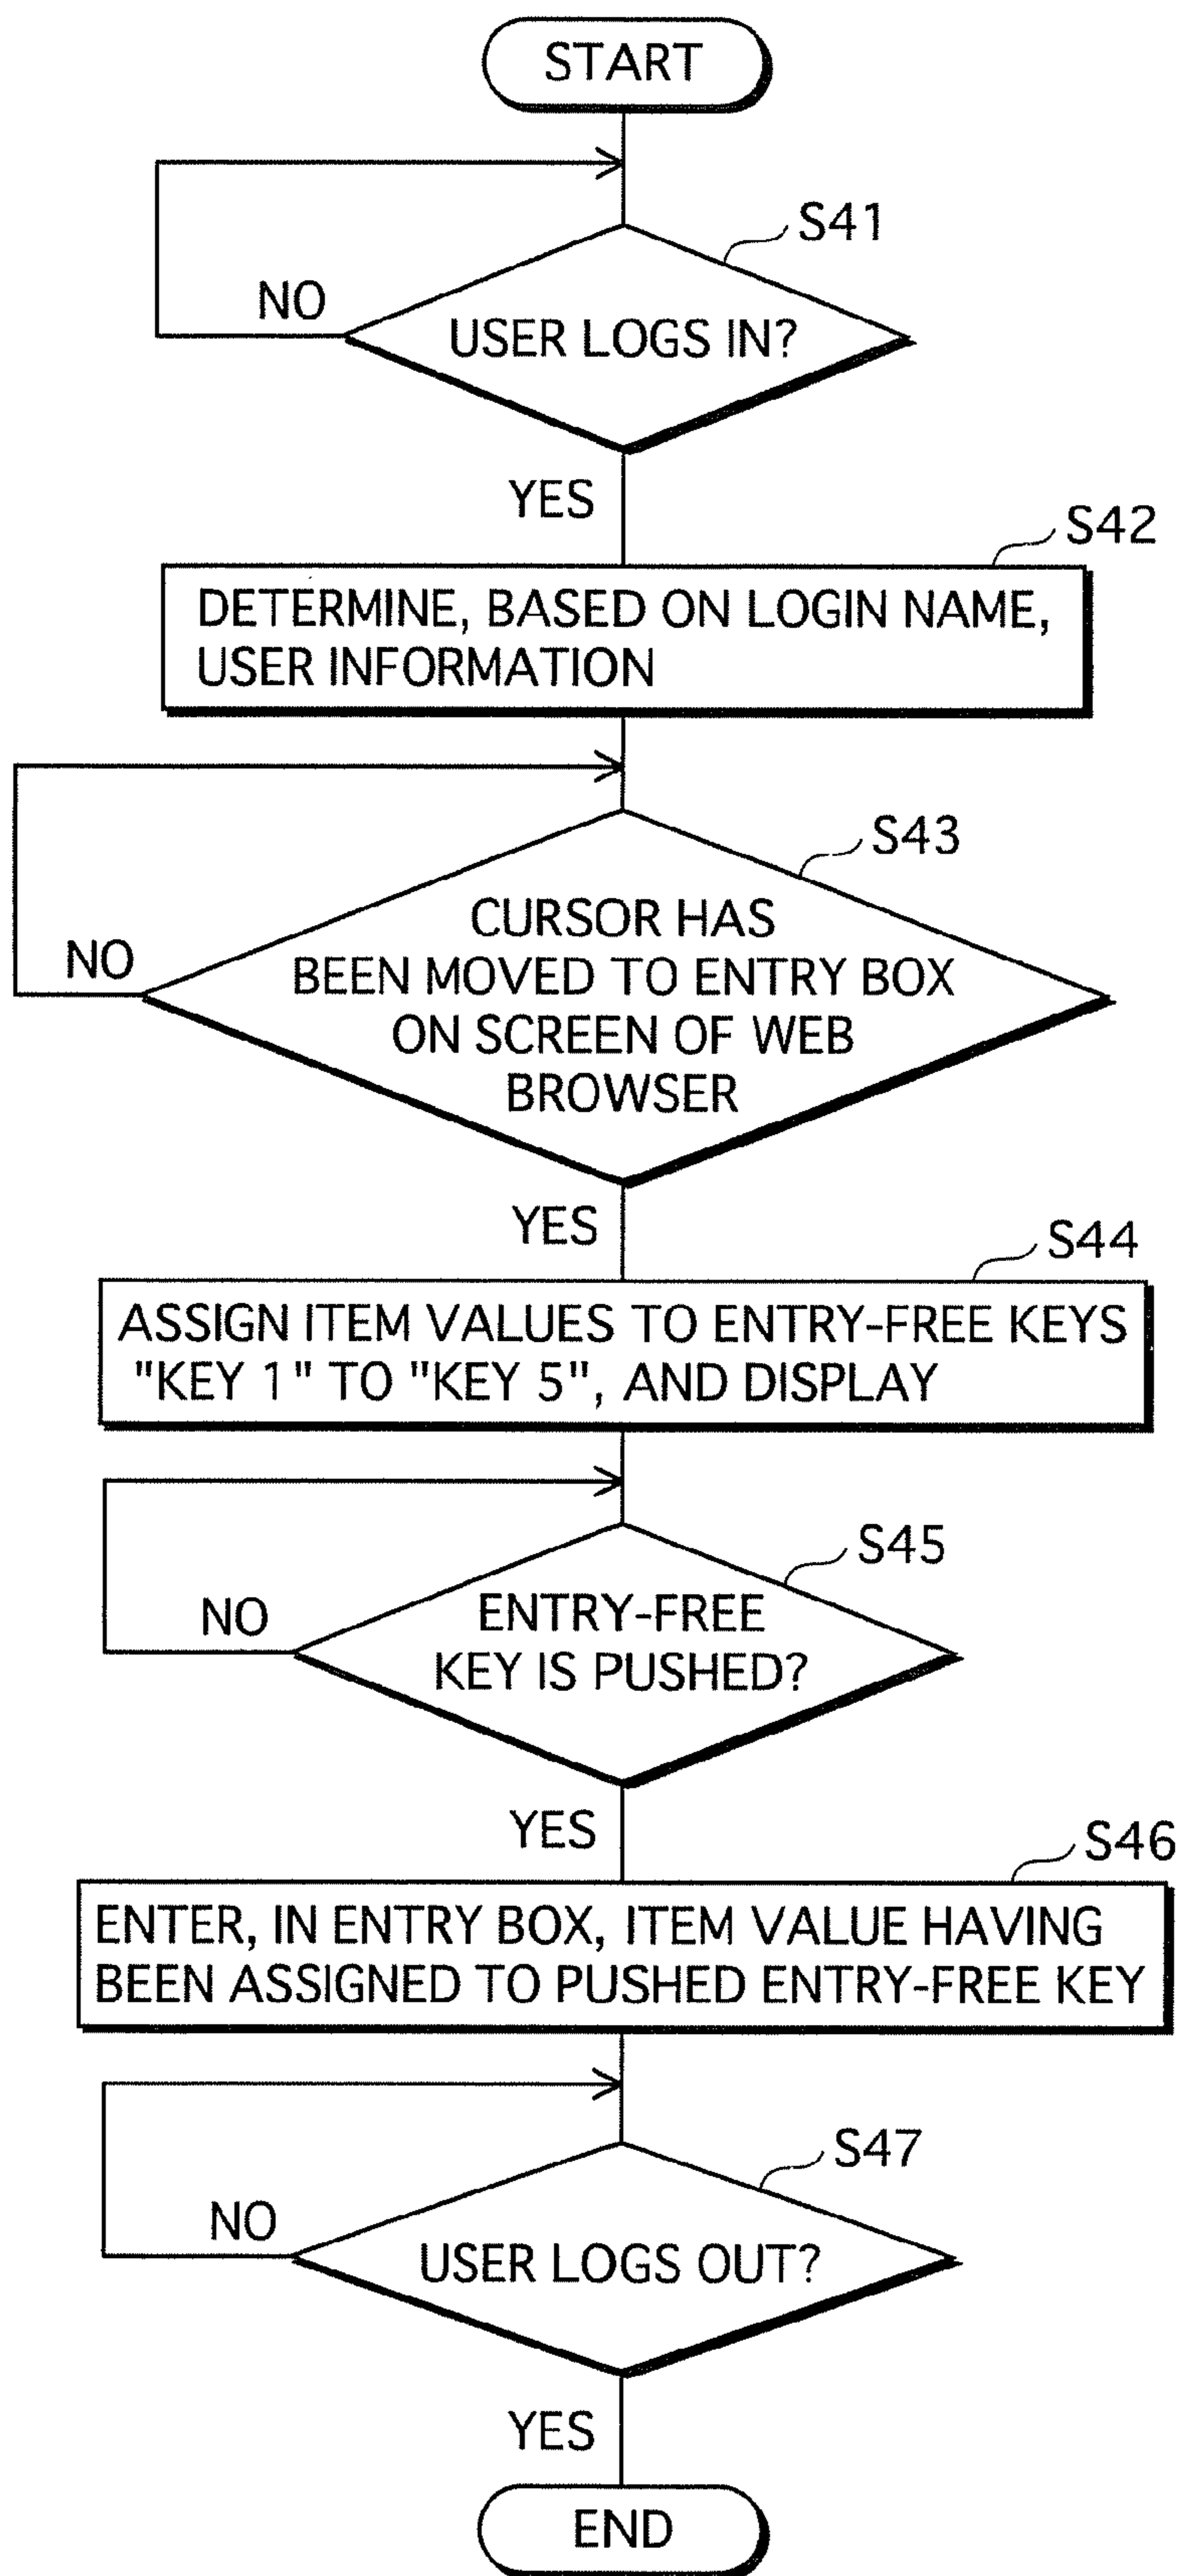 START
S41
NO
USER LOGS IN?
YES
S42
DETERMINE, BASED ON LOGIN NAME,
USER INFORMATION
S43
CURSOR HAS
NO
BEEN MOVED TO ENTRY BOX
ON SCREEN OF WEB
BROWSER
YES
S44
ASSIGN ITEM VALUES TO ENTRY-FREE KEYS
"KEY 1" TO "KEY 5", AND DISPLAY
S45
ENTRY-FREE
NO
KEY IS PUSHED?
YES
S46
ENTER, IN ENTRY BOX, ITEM VALUE HAVING
BEEN ASSIGNED TO PUSHED ENTRY-FREE KEY
S47
NO
USER LOGS OUT?
YES
END